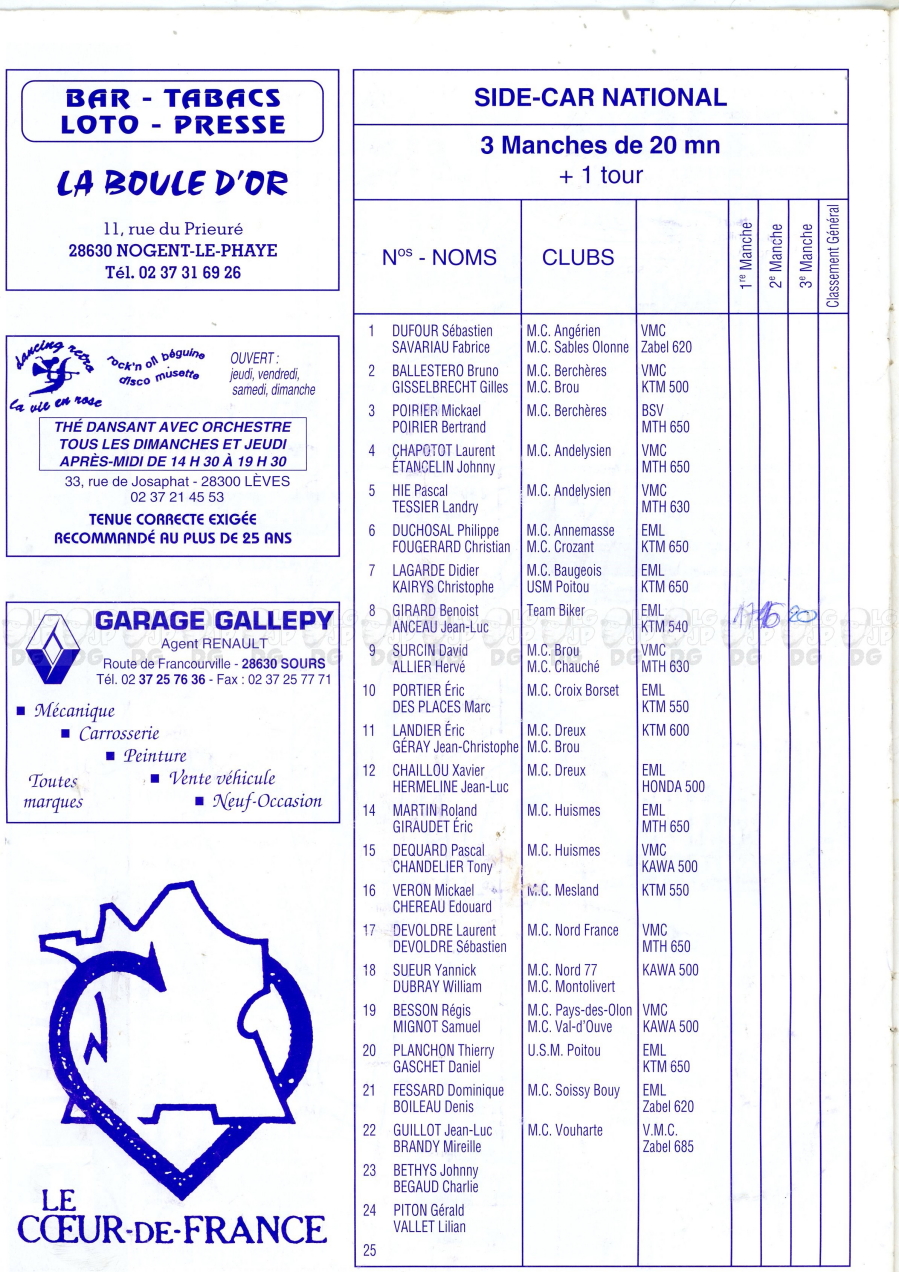 BAR - TABACS
LOTO - PRESSE
LA BOULE D'OR
11, rue du Prieuré
28630 NOGENT-LE-PHAYE
Tél. 02 37 31 69 26
dancing retro
la vie en rose
rock'n oll béguine
disco musette
OUVERT :
jeudi, vendredi,
samedi, dimanche
THÉ DANSANT AVEC ORCHESTRE
TOUS LES DIMANCHES ET JEUDI
APRÈS-MIDI DE 14 H 30 À 19 H 30
33, rue de Josaphat - 28300 LÈVES
02 37 21 45 53
TENUE CORRECTE EXIGÉE
RECOMMANDÉ AU PLUS DE 25 ANS
GARAGE GALLEPY
Agent RENAULT
Route de Francourville - 28630 SOURS
Tél. 02 37 25 76 36 - Fax : 02 37 25 77 71
Mécanique
Carrosserie
Peinture
Vente véhicule
Neuf-Occasion
Toutes
marques
LE
CŒUR-DE-FRANCE
SIDE-CAR NATIONAL
3 Manches de 20 mn
+ 1 tour
Nos - NOMS CLUBS 1re Manche 2e Manche 3e Manche Classement Général
1 DUFOUR Sébastien M.C. Angérien VMC
SAVARIAU Fabrice M.C. Sables Olonne Zabel 620
2 BALLESTERO Bruno M.C. Berchères VMC
GISSELBRECHT Gilles M.C. Brou KTM 500
3 POIRIER Mickael M.C. Berchères BSV
POIRIER Bertrand MTH 650
4 CHAPOTOT Laurent M.C. Andelysien VMC
ÉTANCELIN Johnny MTH 650
5 HIE Pascal M.C. Andelysien VMC
TESSIER Landry MTH 630
6 DUCHOSAL Philippe M.C. Annemasse EML
FOUGERARD Christian M.C. Crozant KTM 650
7 LAGARDE Didier M.C. Baugeois EML
KAIRYS Christophe USM Poitou KTM 650
8 GIRARD Benoist Team Biker EML 17 16 20
ANCEAU Jean-Luc KTM 540
9 SURCIN David M.C. Brou VMC
ALLIER Hervé M.C. Chauché MTH 630
10 PORTIER Éric M.C. Croix Borset EML
DES PLACES Marc KTM 550
11 LANDIER Éric M.C. Dreux KTM 600
GÉRAY Jean-Christophe M.C. Brou
12 CHAILLOU Xavier M.C. Dreux EML
HERMELINE Jean-Luc HONDA 500
14 MARTIN Roland M.C. Huismes EML
GIRAUDET Éric MTH 650
15 DEQUARD Pascal M.C. Huismes VMC
CHANDELIER Tony KAWA 500
16 VERON Mickael M.C. Mesland KTM 550
CHEREAU Edouard
17 DEVOLDRE Laurent M.C. Nord France VMC
DEVOLDRE Sébastien MTH 650
18 SUEUR Yannick M.C. Nord 77 KAWA 500
DUBRAY William M.C. Montolivert
19 BESSON Régis M.C. Pays-des-Olon VMC
MIGNOT Samuel M.C. Val-d'Ouve KAWA 500
20 PLANCHON Thierry U.S.M. Poitou EML
GASCHET Daniel KTM 650
21 FESSARD Dominique M.C. Soissy Bouy EML
BOILEAU Denis Zabel 620
22 GUILLOT Jean-Luc M.C. Vouharte V.M.C.
BRANDY Mireille Zabel 685
23 BETHYS Johnny
BEGAUD Charlie
24 PITON Gérald
VALLET Lilian
25